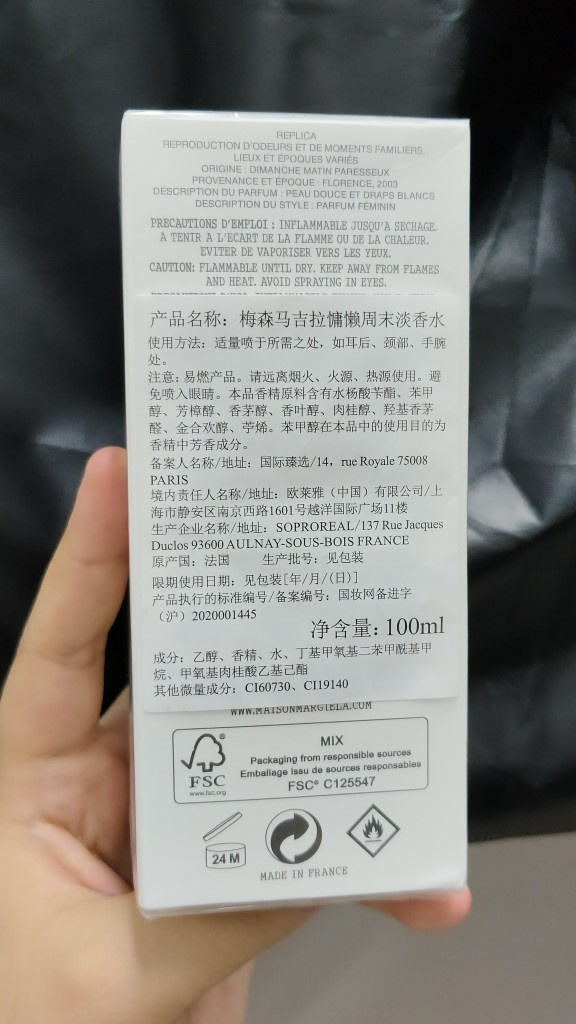 REPLICA
REPRODUCTION D'ODEURS ET DE MOMENTS FAMILIERS,
LIEUX ET ÉPOQUES VARIÉS
ORIGINE : DIMANCHE MATIN PARESSEUX
PROVENANCE ET ÉPOQUE : FLORENCE, 2003
DESCRIPTION DU PARFUM : PEAU DOUCE ET DRAPS BLANCS
DESCRIPTION DU STYLE : PARFUM FÉMININ
PRECAUTIONS D'EMPLOI : INFLAMMABLE JUSQU'A SECHAGE.
A TENIR A L'ECART DE LA FLAMME OU DE LA CHALEUR.
EVITER DE VAPORISER VERS LES YEUX.
CAUTION: FLAMMABLE UNTIL DRY. KEEP AWAY FROM FLAMES
AND HEAT. AVOID SPRAYING IN EYES.
产品名称：梅森马吉拉慵懒周末淡香水
使用方法：适量喷于所需之处，如耳后、颈部、手腕
处。
注意：易燃产品。请远离烟火、火源、热源使用。避
免喷入眼睛。本品香精原料含有水杨酸苄酯、苯甲
醇、芳樟醇、香茅醇、香叶醇、肉桂醇、羟基香茅
醛、金合欢醇、苧烯。苯甲醇在本品中的使用目的为
香精中芳香成分。
备案人名称/地址：国际臻选/14，rue Royale 75008
PARIS
境内责任人名称/地址：欧莱雅（中国）有限公司/上
海市静安区南京西路1601号越洋国际广场11楼
生产企业名称/地址：SOPROREAL/137 Rue Jacques
Duclos 93600 AULNAY-SOUS-BOIS FRANCE
原产国：法国 生产批号：见包装
限期使用日期：见包装[年/月/(日)]
产品执行的标准编号/备案编号：国妆网备进字
（沪）2020001445
净含量：100ml
成分：乙醇、香精、水、丁基甲氧基二苯甲酰基甲
烷、甲氧基肉桂酸乙基己酯
其他微量成分：CI60730、CI19140
WWW.MAISONMARGIELA.COM
FSC
www.fsc.org
MIX
Packaging from responsible sources
Emballage issu de sources responsables
FSC® C125547
24 M
MADE IN FRANCE